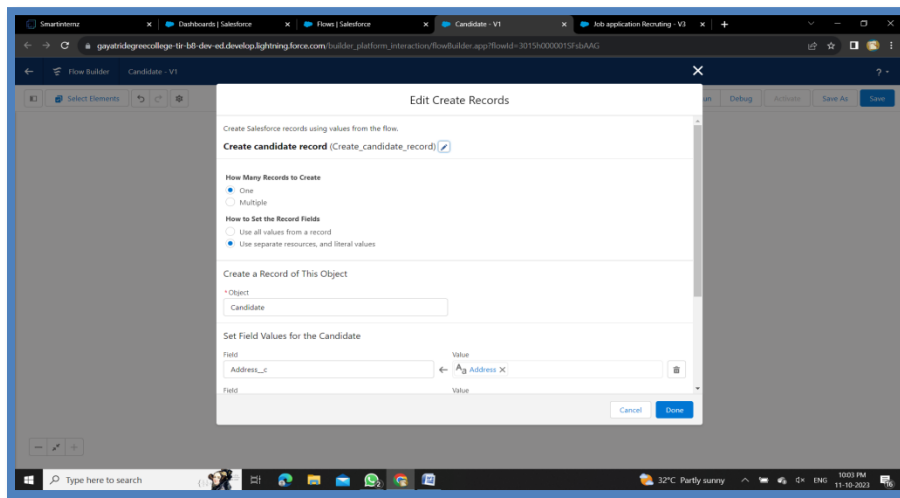 Smartinternz
Dashboards | Salesforce
Flows | Salesforce
Candidate - V1
Job application Recruting - V3
gayatridegreecollege-tir-b8-dev-ed.develop.lightning.force.com/builder_platform_interaction/flowBuilder.app?flowId=3015h000001SFsbAAG
Flow Builder
Candidate - V1
Select Elements
Debug
Activate
Save As
Save
Edit Create Records
Create Salesforce records using values from the flow.
Create candidate record (Create_candidate_record)
How Many Records to Create
One
Multiple
How to Set the Record Fields
Use all values from a record
Use separate resources, and literal values
Create a Record of This Object
*Object
Candidate
Set Field Values for the Candidate
Field
Value
Address__c
Aa Address
Field
Value
Cancel
Done
Type here to search
32°C Partly sunny
ENG
10:03 PM
11-10-2023